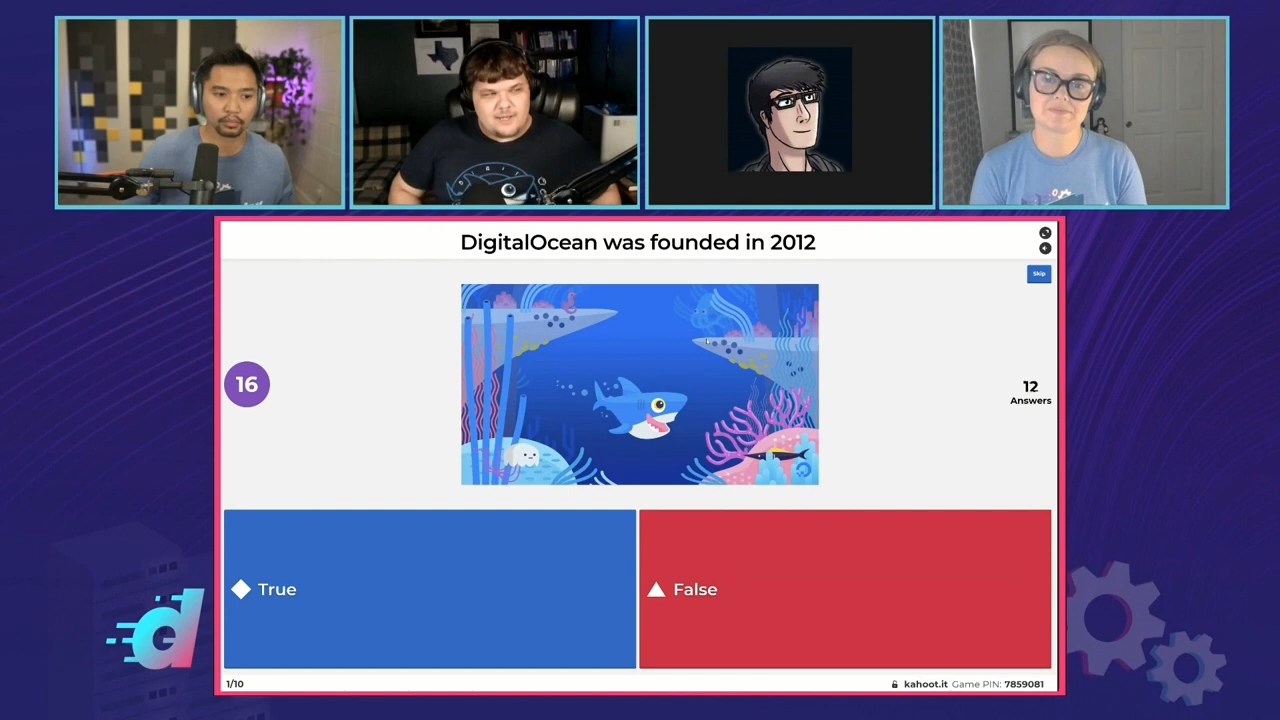 DigitalOcean was founded in 2012
Skip
16
12
Answers
True
False
1/10
kahoot.it Game PIN: 7859081